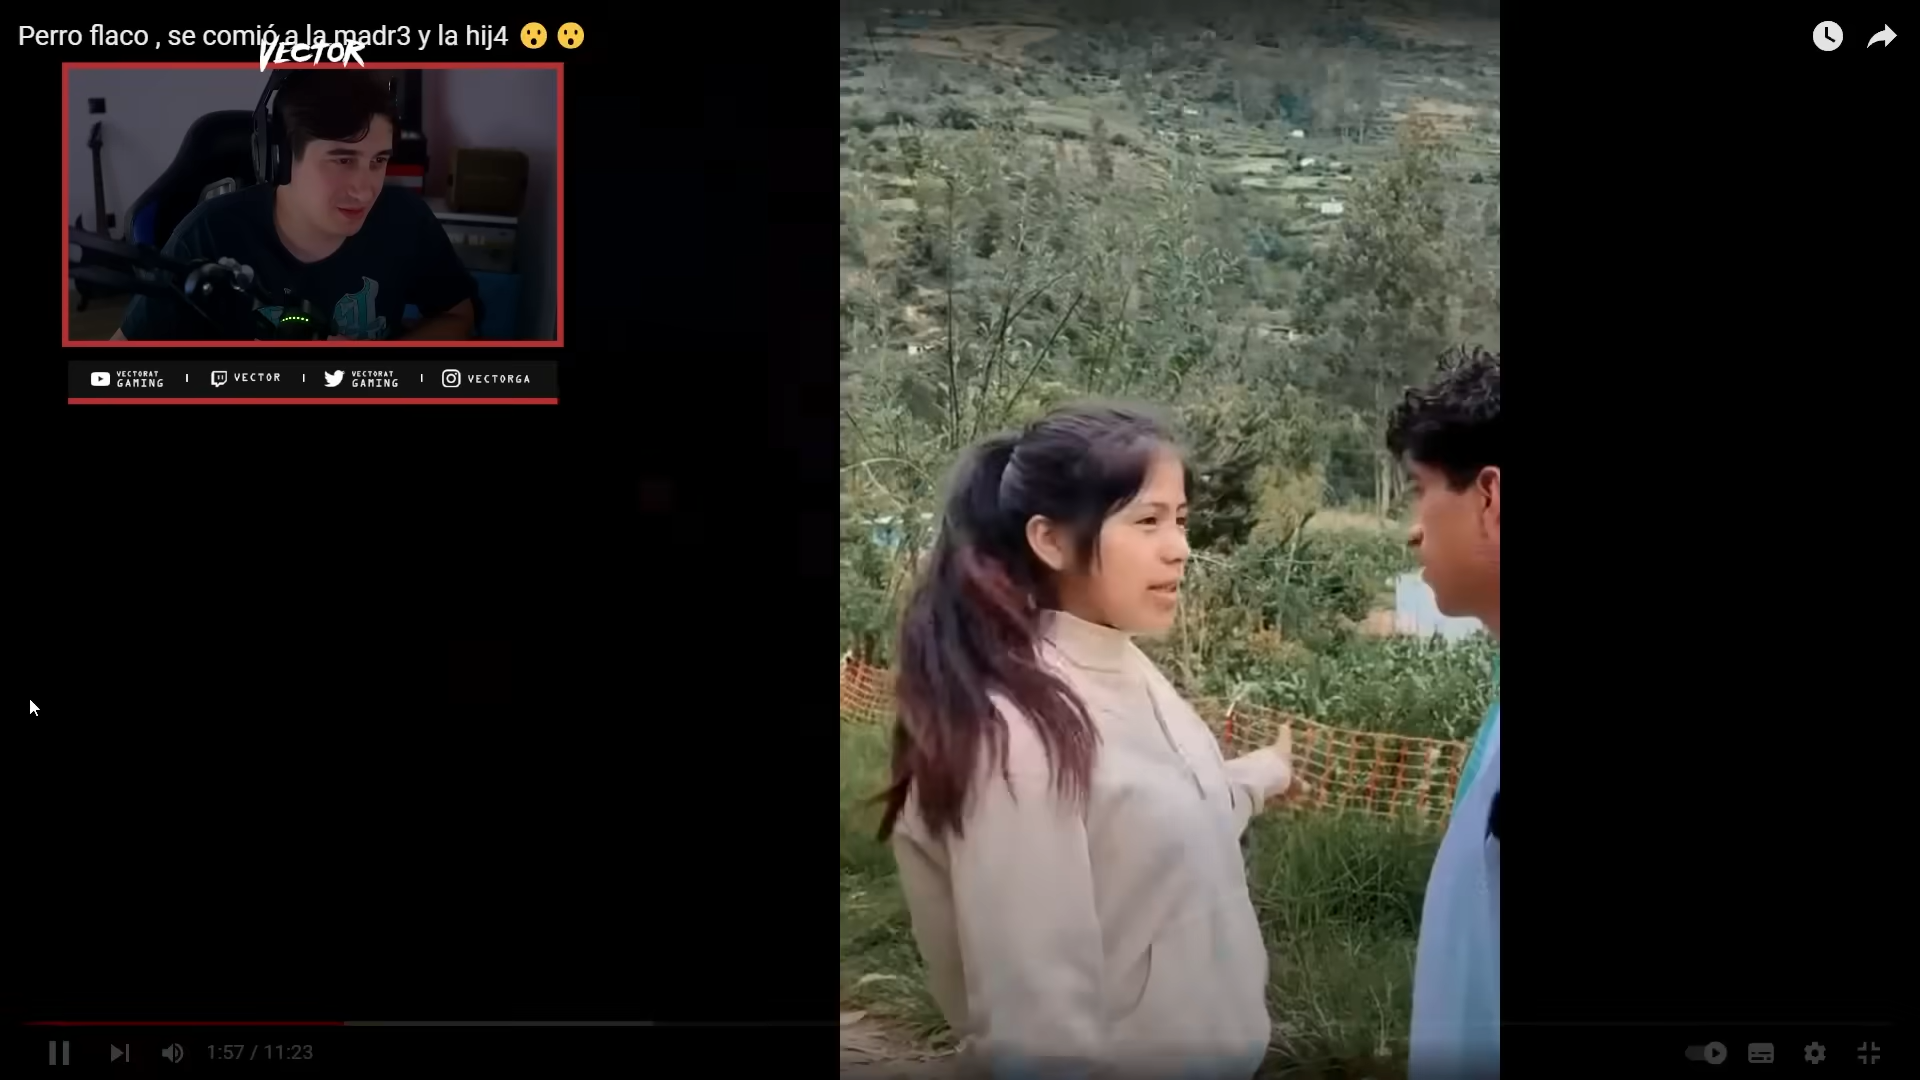 Perro flaco , se comió a la madr3 y la hij4 😮 😮
VECTOR
VECTORAT GAMING
VECTOR
VECTORAT GAMING
VECTORGA
1:57 / 11:23